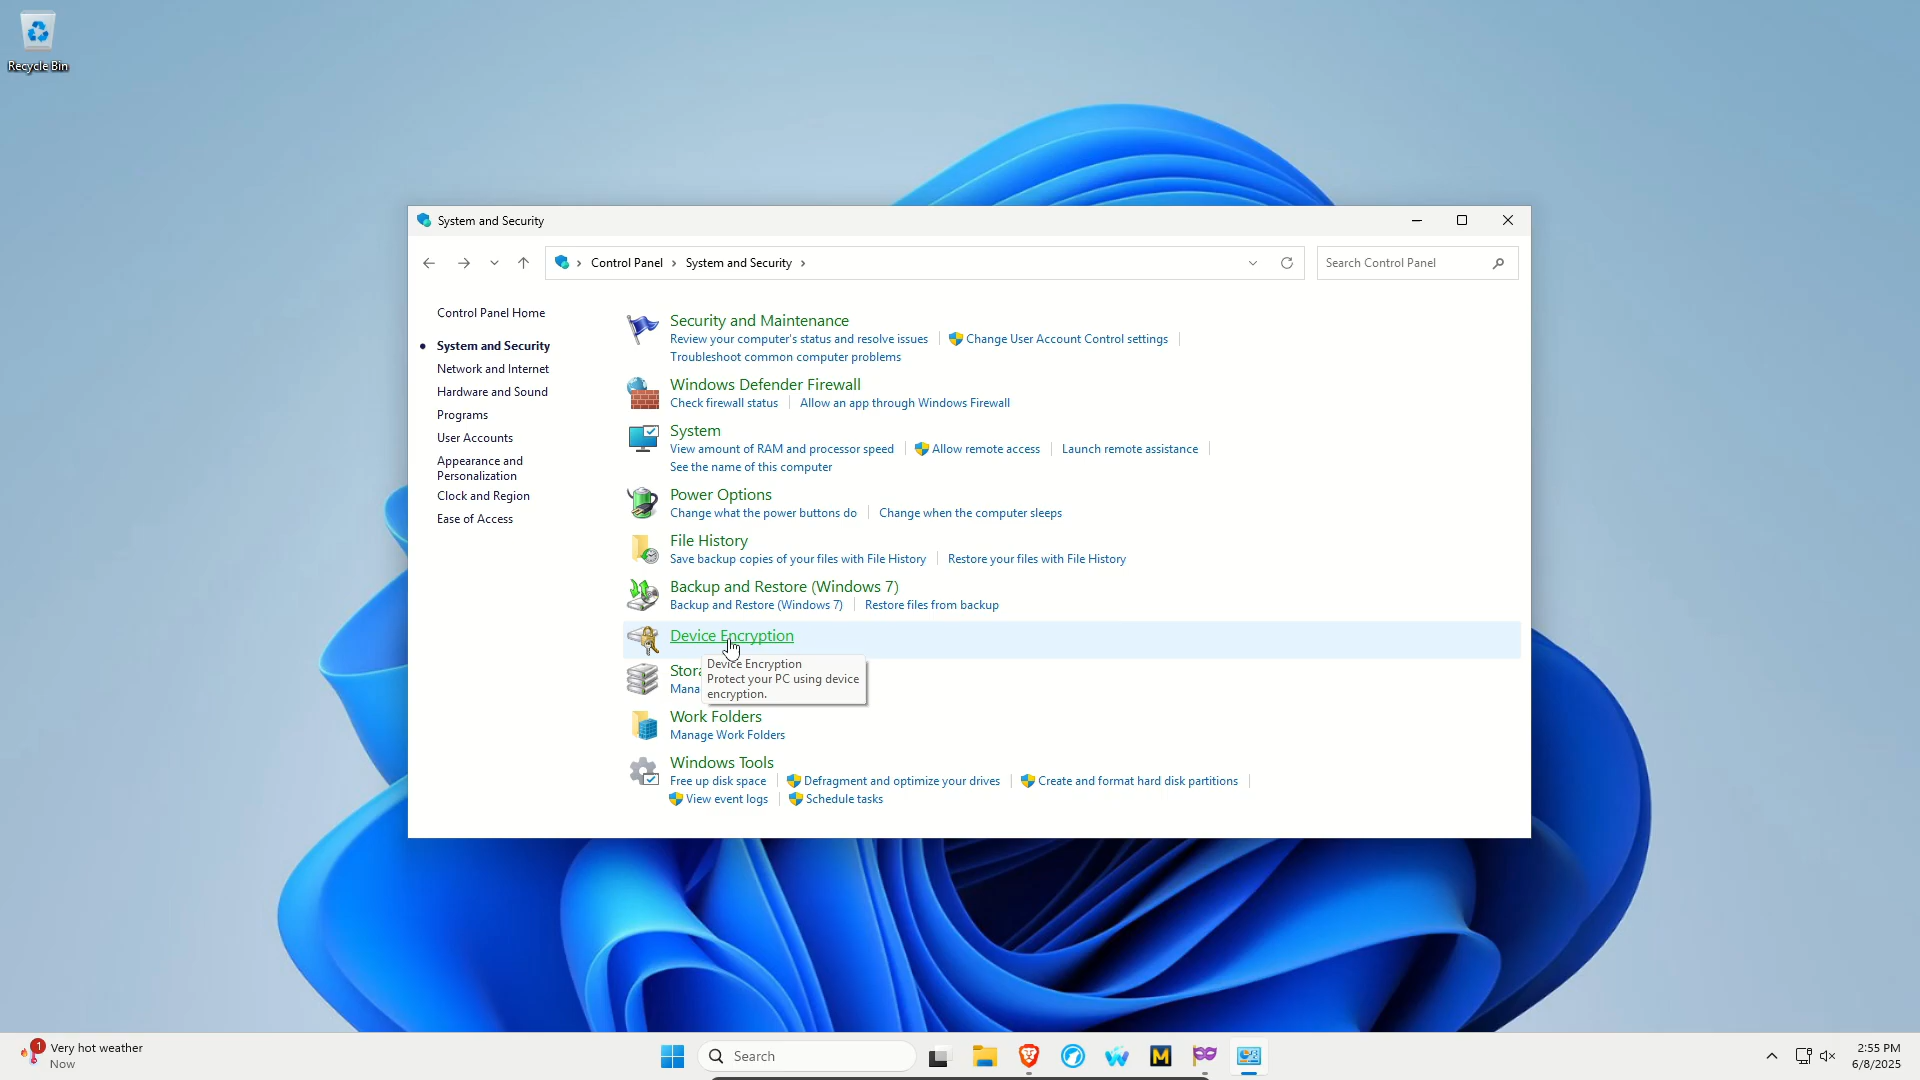 Recycle Bin
System and Security
Control Panel > System and Security >
Search Control Panel
Control Panel Home
System and Security
Network and Internet
Hardware and Sound
Programs
User Accounts
Appearance and
Personalization
Clock and Region
Ease of Access
Security and Maintenance
Review your computer's status and resolve issues
Change User Account Control settings
Troubleshoot common computer problems
Windows Defender Firewall
Check firewall status
Allow an app through Windows Firewall
System
View amount of RAM and processor speed
Allow remote access
Launch remote assistance
See the name of this computer
Power Options
Change what the power buttons do
Change when the computer sleeps
File History
Save backup copies of your files with File History
Restore your files with File History
Backup and Restore (Windows 7)
Backup and Restore (Windows 7)
Restore files from backup
Device Encryption
Device Encryption
Protect your PC using device
encryption.
Work Folders
Manage Work Folders
Windows Tools
Free up disk space
Defragment and optimize your drives
Create and format hard disk partitions
View event logs
Schedule tasks
1
Very hot weather
Now
Search
M
2:55 PM
6/8/2025